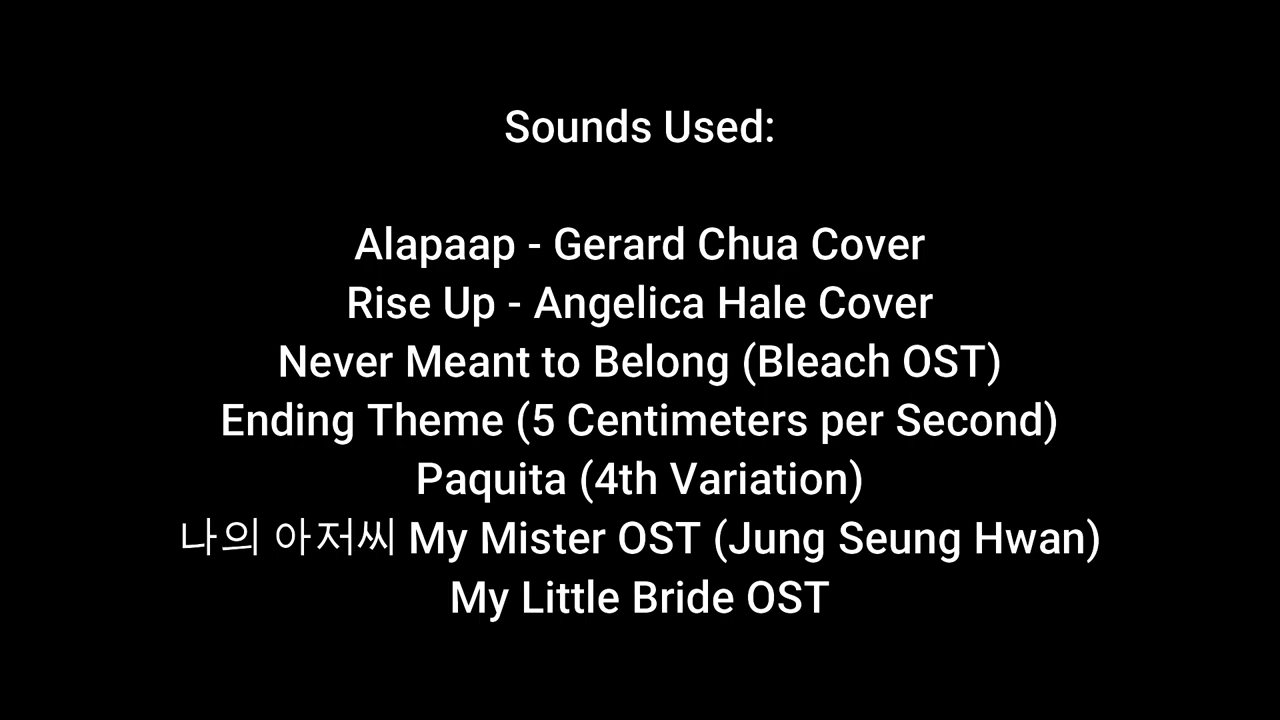 Sounds Used:
Alapaap - Gerard Chua Cover
Rise Up - Angelica Hale Cover
Never Meant to Belong (Bleach OST)
Ending Theme (5 Centimeters per Second)
Paquita (4th Variation)
나의 아저씨 My Mister OST (Jung Seung Hwan)
My Little Bride OST